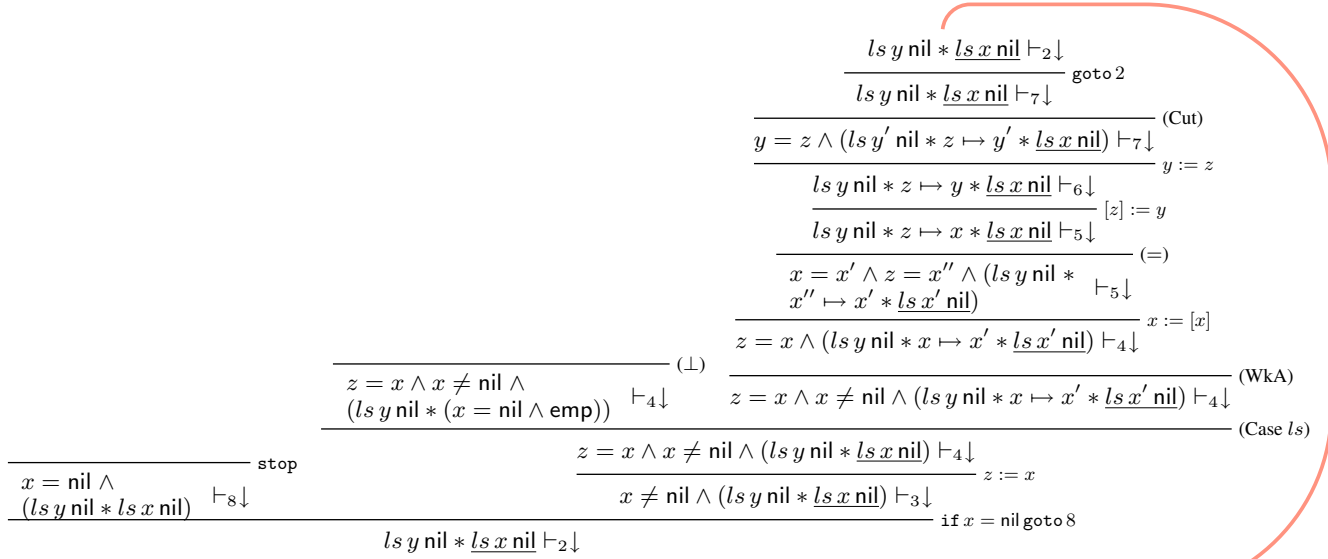 ls y nil ∗ ls x nil ⊢₂↓
goto 2
ls y nil ∗ ls x nil ⊢₇↓
(Cut)
y = z ∧ (ls y′ nil ∗ z ↦ y′ ∗ ls x nil) ⊢₇↓
y := z
ls y nil ∗ z ↦ y ∗ ls x nil ⊢₆↓
[z] := y
ls y nil ∗ z ↦ x ∗ ls x nil ⊢₅↓
(=)
x = x′ ∧ z = x′′ ∧ (ls y nil ∗
x′′ ↦ x′ ∗ ls x′ nil) ⊢₅↓
x := [x]
z = x ∧ (ls y nil ∗ x ↦ x′ ∗ ls x′ nil) ⊢₄↓
(⊥)
(WkA)
z = x ∧ x ≠ nil ∧
(ls y nil ∗ (x = nil ∧ emp)) ⊢₄↓
z = x ∧ x ≠ nil ∧ (ls y nil ∗ x ↦ x′ ∗ ls x′ nil) ⊢₄↓
(Case ls)
z = x ∧ x ≠ nil ∧ (ls y nil ∗ ls x nil) ⊢₄↓
stop
z := x
x = nil ∧
(ls y nil ∗ ls x nil) ⊢₈↓
x ≠ nil ∧ (ls y nil ∗ ls x nil) ⊢₃↓
if x = nil goto 8
ls y nil ∗ ls x nil ⊢₂↓